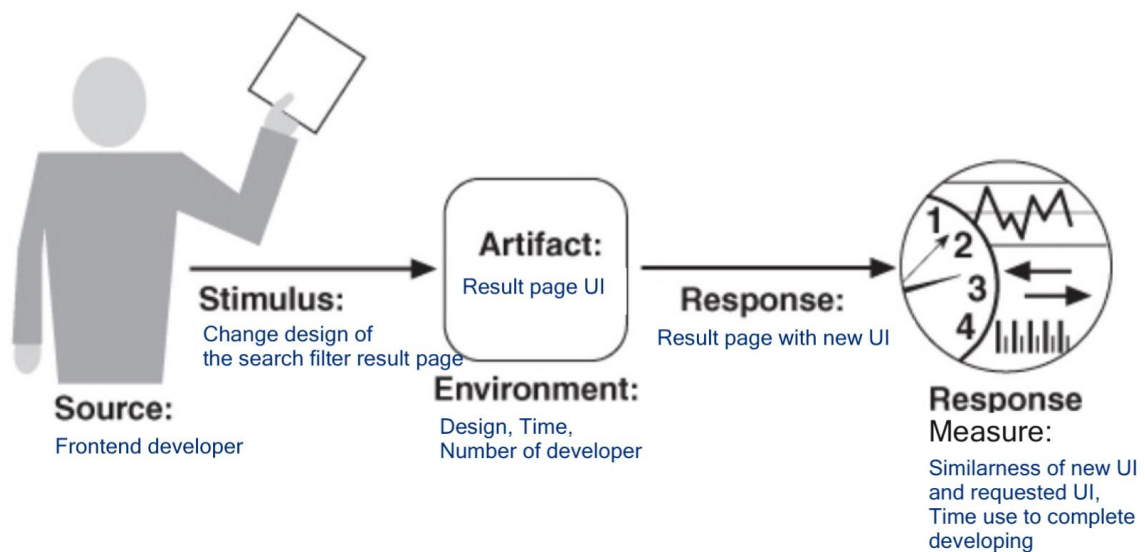 Source:
Frontend developer
Stimulus:
Change design of
the search filter result page
Artifact:
Result page UI
Environment:
Design, Time,
Number of developer
Response:
Result page with new UI
1
2
3
4
Response
Measure:
Similarness of new UI
and requested UI,
Time use to complete
developing